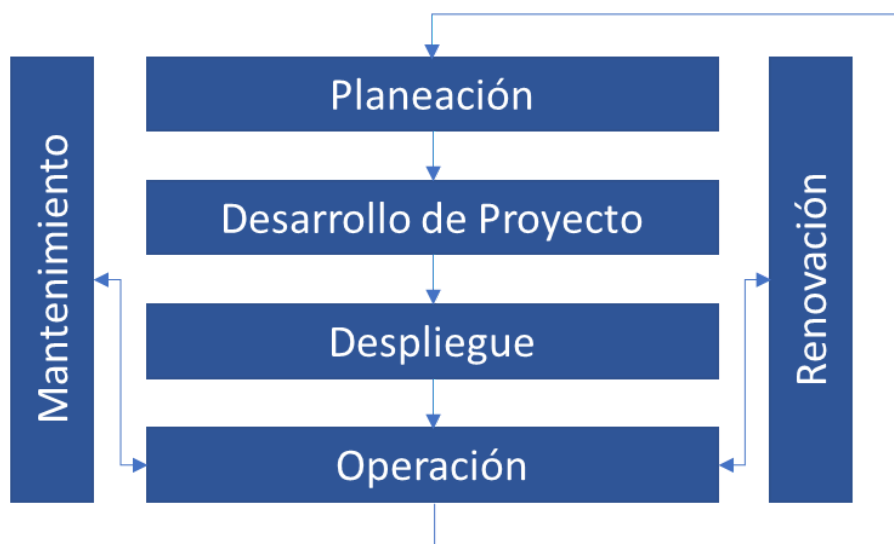 Planeación
Desarrollo de Proyecto
Despliegue
Operación
Mantenimiento
Renovación